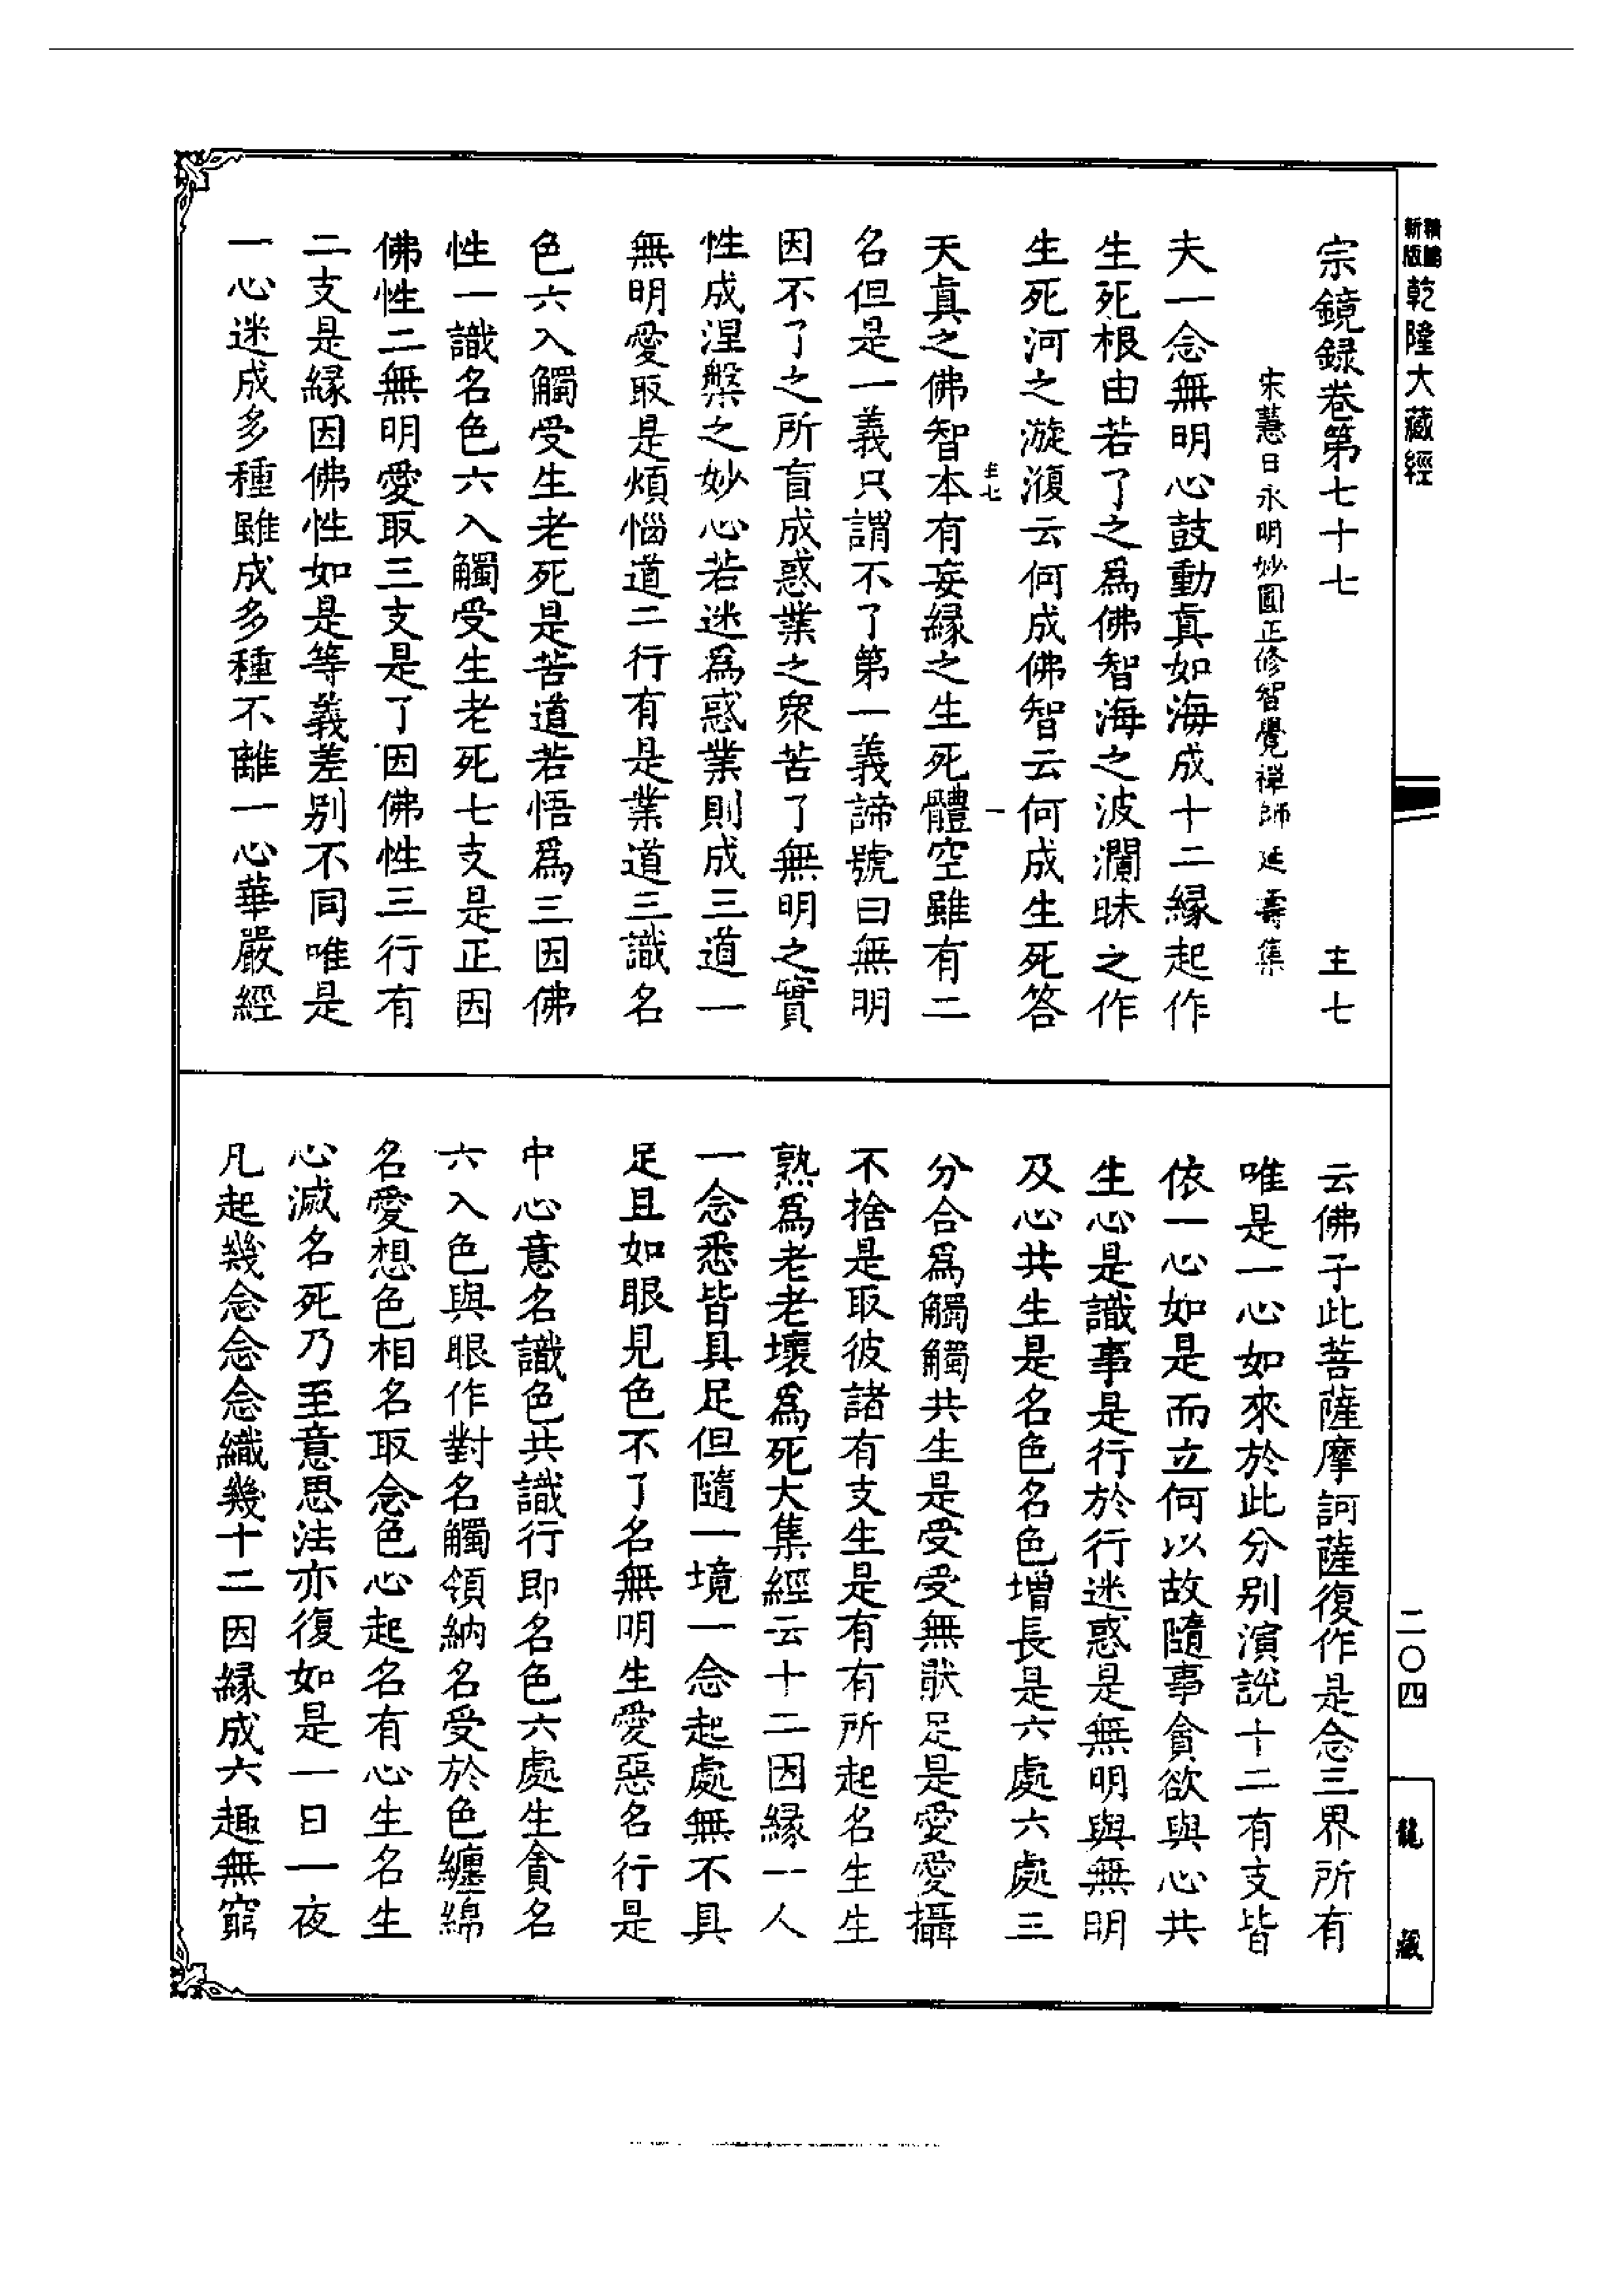 新版精縮乾隆大藏經
宗鏡録卷第七十七　主七
宋慧日永明妙圓正修智覺禪師延壽集
夫一念無明心鼓動真如海成十二緣起作
生死根由若了之爲佛智海之波瀾昧之作
生死河之漩澓云何成佛智云何成生死答
主七　一
天真之佛智本有妄緣之生死體空雖有二
名但是一義只謂不了第一義諦號曰無明
因不了之所盲成惑業之衆苦了無明之實
性成涅槃之妙心若迷爲惑業則成三道一
無明愛取是煩惱道二行有是業道三識名
色六入觸受生老死是苦道若悟爲三因佛
性一識名色六入觸受生老死七支是正因
佛性二無明愛取三支是了因佛性三行有
二支是緣因佛性如是等義差别不同唯是
一心迷成多種雖成多種不離一心華嚴經
云佛子此菩薩摩訶薩復作是念三界所有
唯是一心如來於此分别演説十二有支皆
依一心如是而立何以故隨事貪欲與心共
生心是識事是行於行迷惑是無明與無明
及心共生是名色名色增長是六處六處三
分合爲觸觸共生是受受無猒足是愛愛攝
不捨是取彼諸有支生是有有所起名生生
熟爲老老壞爲死大集經云十二因緣一人
一念悉皆具足但隨一境一念起處無不具
足且如眼見色不了名無明生愛惡名行是
中心意名識色共識行即名色六處生貪名
六入色與眼作對名觸領納名受於色纏綿
名愛想色相名取念色心起名有心生名生
心滅名死乃至意思法亦復如是一日一夜
凡起幾念念念織幾十二因緣成六趣無窮
二〇四
龍藏